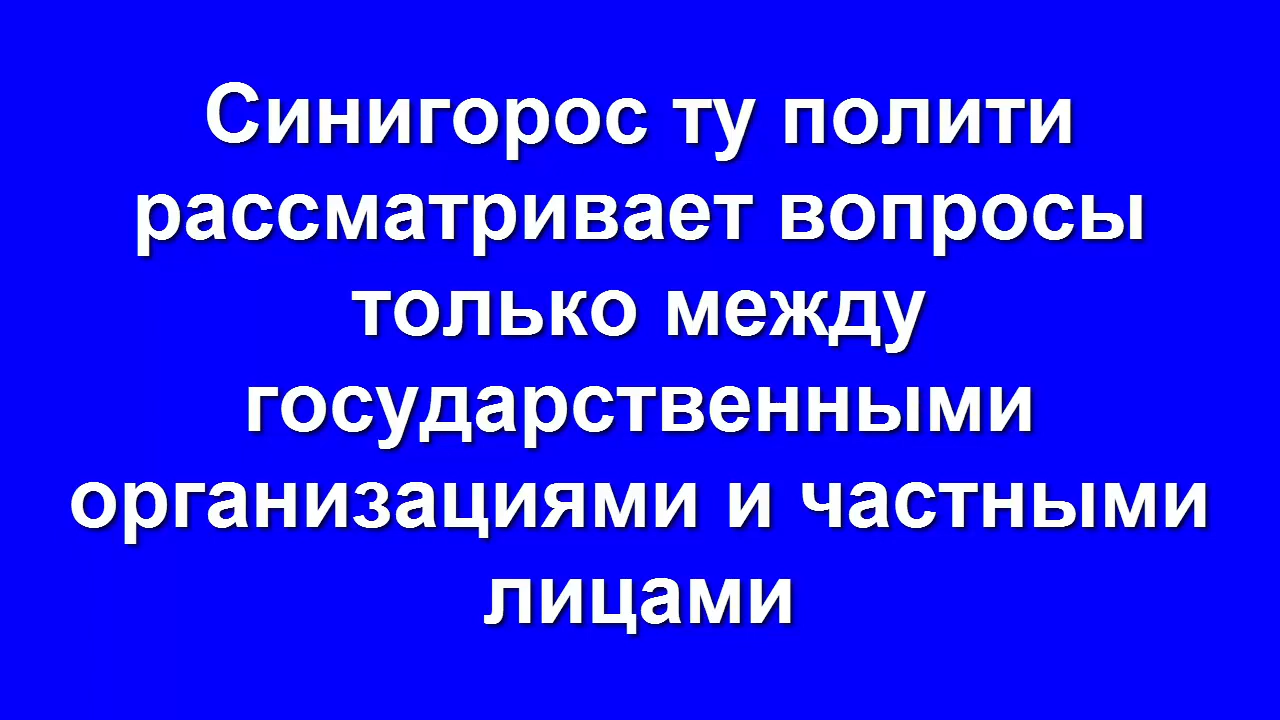 Синигорос ту полити
рассматривает вопросы
только между
государственными
организациями и частными
лицами